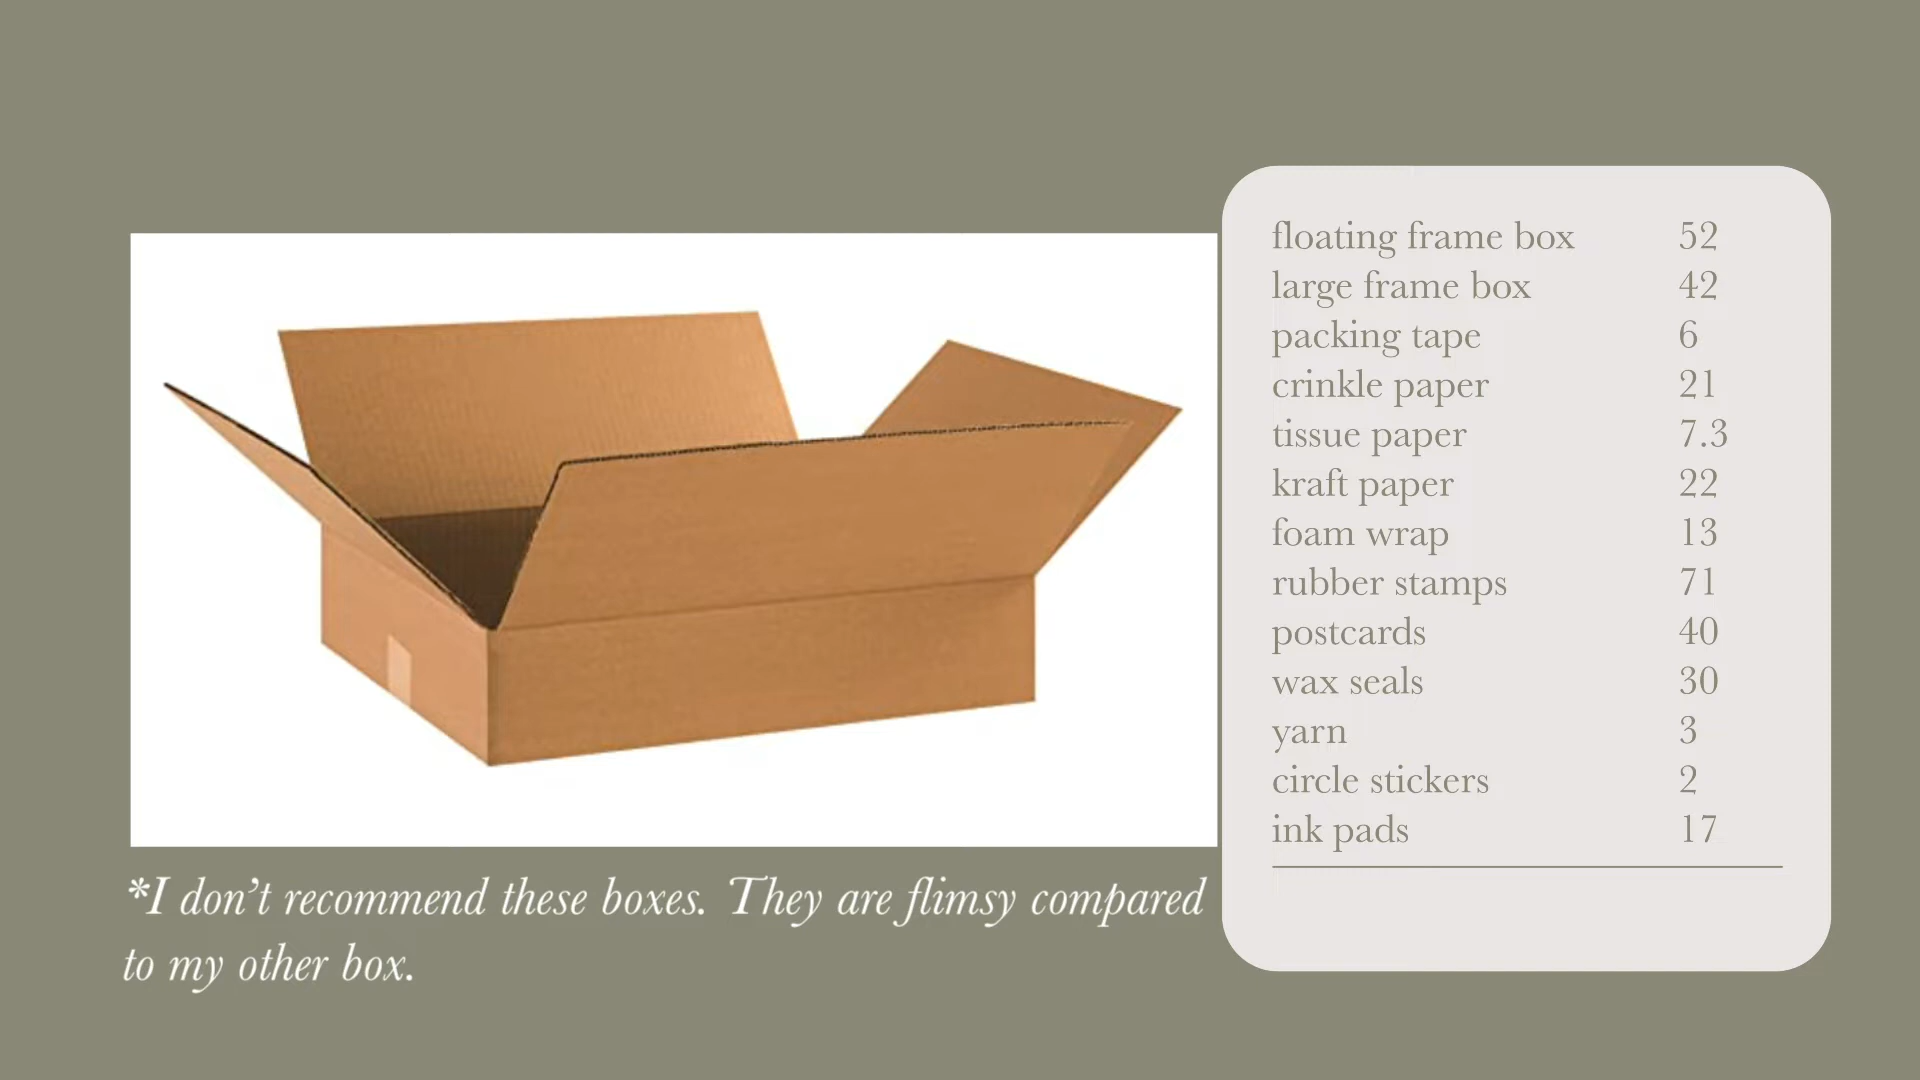 floating frame box 52
large frame box 42
packing tape 6
crinkle paper 21
tissue paper 7.3
kraft paper 22
foam wrap 13
rubber stamps 71
postcards 40
wax seals 30
yarn 3
circle stickers 2
ink pads 17
*I don’t recommend these boxes. They are flimsy compared
to my other box.